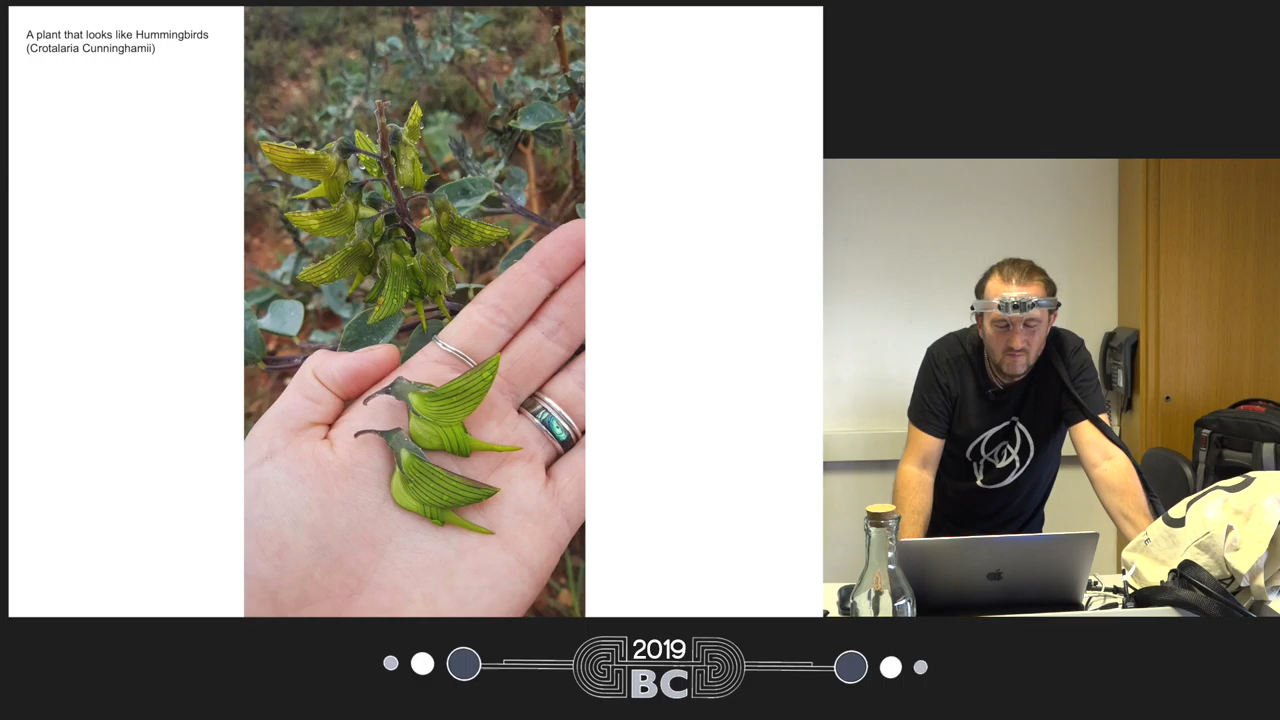 A plant that looks like Hummingbirds
(Crotalaria Cunninghamii)
2019
BC